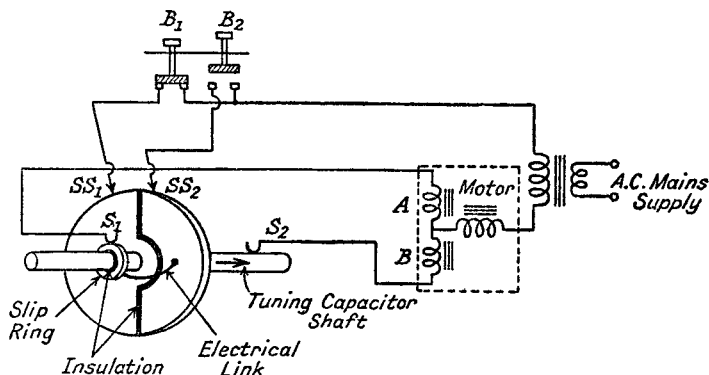 B₁ B₂
SS₁ SS₂
S₁
S₂
A
B
Motor
A.C. Mains
Supply
Slip
Ring
Insulation
Electrical
Link
Tuning Capacitor
Shaft